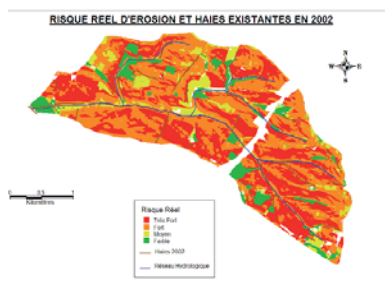 RISQUE REEL D'EROSION ET HAIES EXISTANTES EN 2002
N
W E
S
0 0.5 1
Kilomètres
Risque Réel
Très Fort
Fort
Moyen
Faible
Haies 2002
Réseau Hydrologique